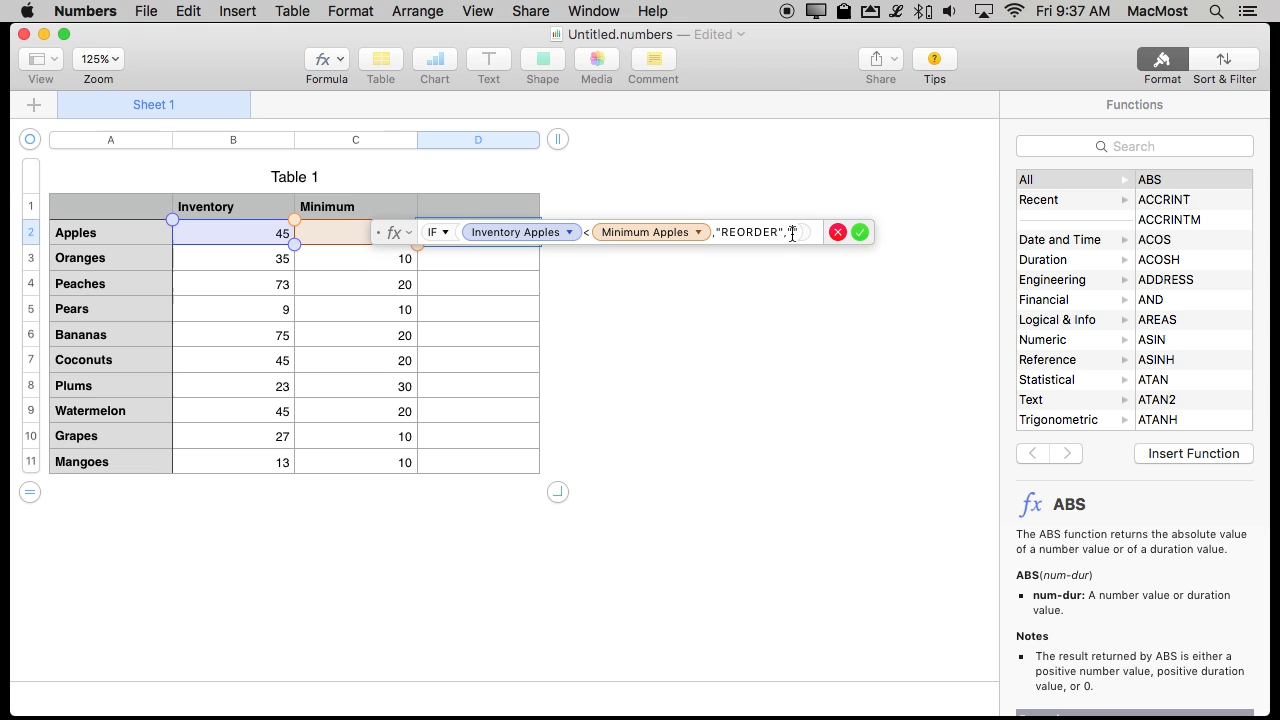 Numbers File Edit Insert Table Format Arrange View Share Window Help Fri 9:37 AM MacMost
Untitled.numbers — Edited
125%
View Zoom Formula Table Chart Text Shape Media Comment Share Tips Format Sort & Filter
Sheet 1 Functions
A B C D
Search
Table 1
All ABS
1 Inventory Minimum
Recent ACCRINT
ACCRINTM
2 Apples 45 fx IF Inventory Apples < Minimum Apples ,"REORDER","
Date and Time ACOS
3 Oranges 35 10
Duration ACOSH
4 Peaches 73 20
Engineering ADDRESS
Financial AND
5 Pears 9 10
Logical & Info AREAS
6 Bananas 75 20
Numeric ASIN
7 Coconuts 45 20
Reference ASINH
8 Plums 23 30
Statistical ATAN
9 Watermelon 45 20
Text ATAN2
Trigonometric ATANH
10 Grapes 27 10
11 Mangoes 13 10
Insert Function
fx ABS
The ABS function returns the absolute value
of a number value or of a duration value.
ABS(num-dur)
▪ num-dur: A number value or duration
value.
Notes
▪ The result returned by ABS is either a
positive number value, positive duration
value, or 0.